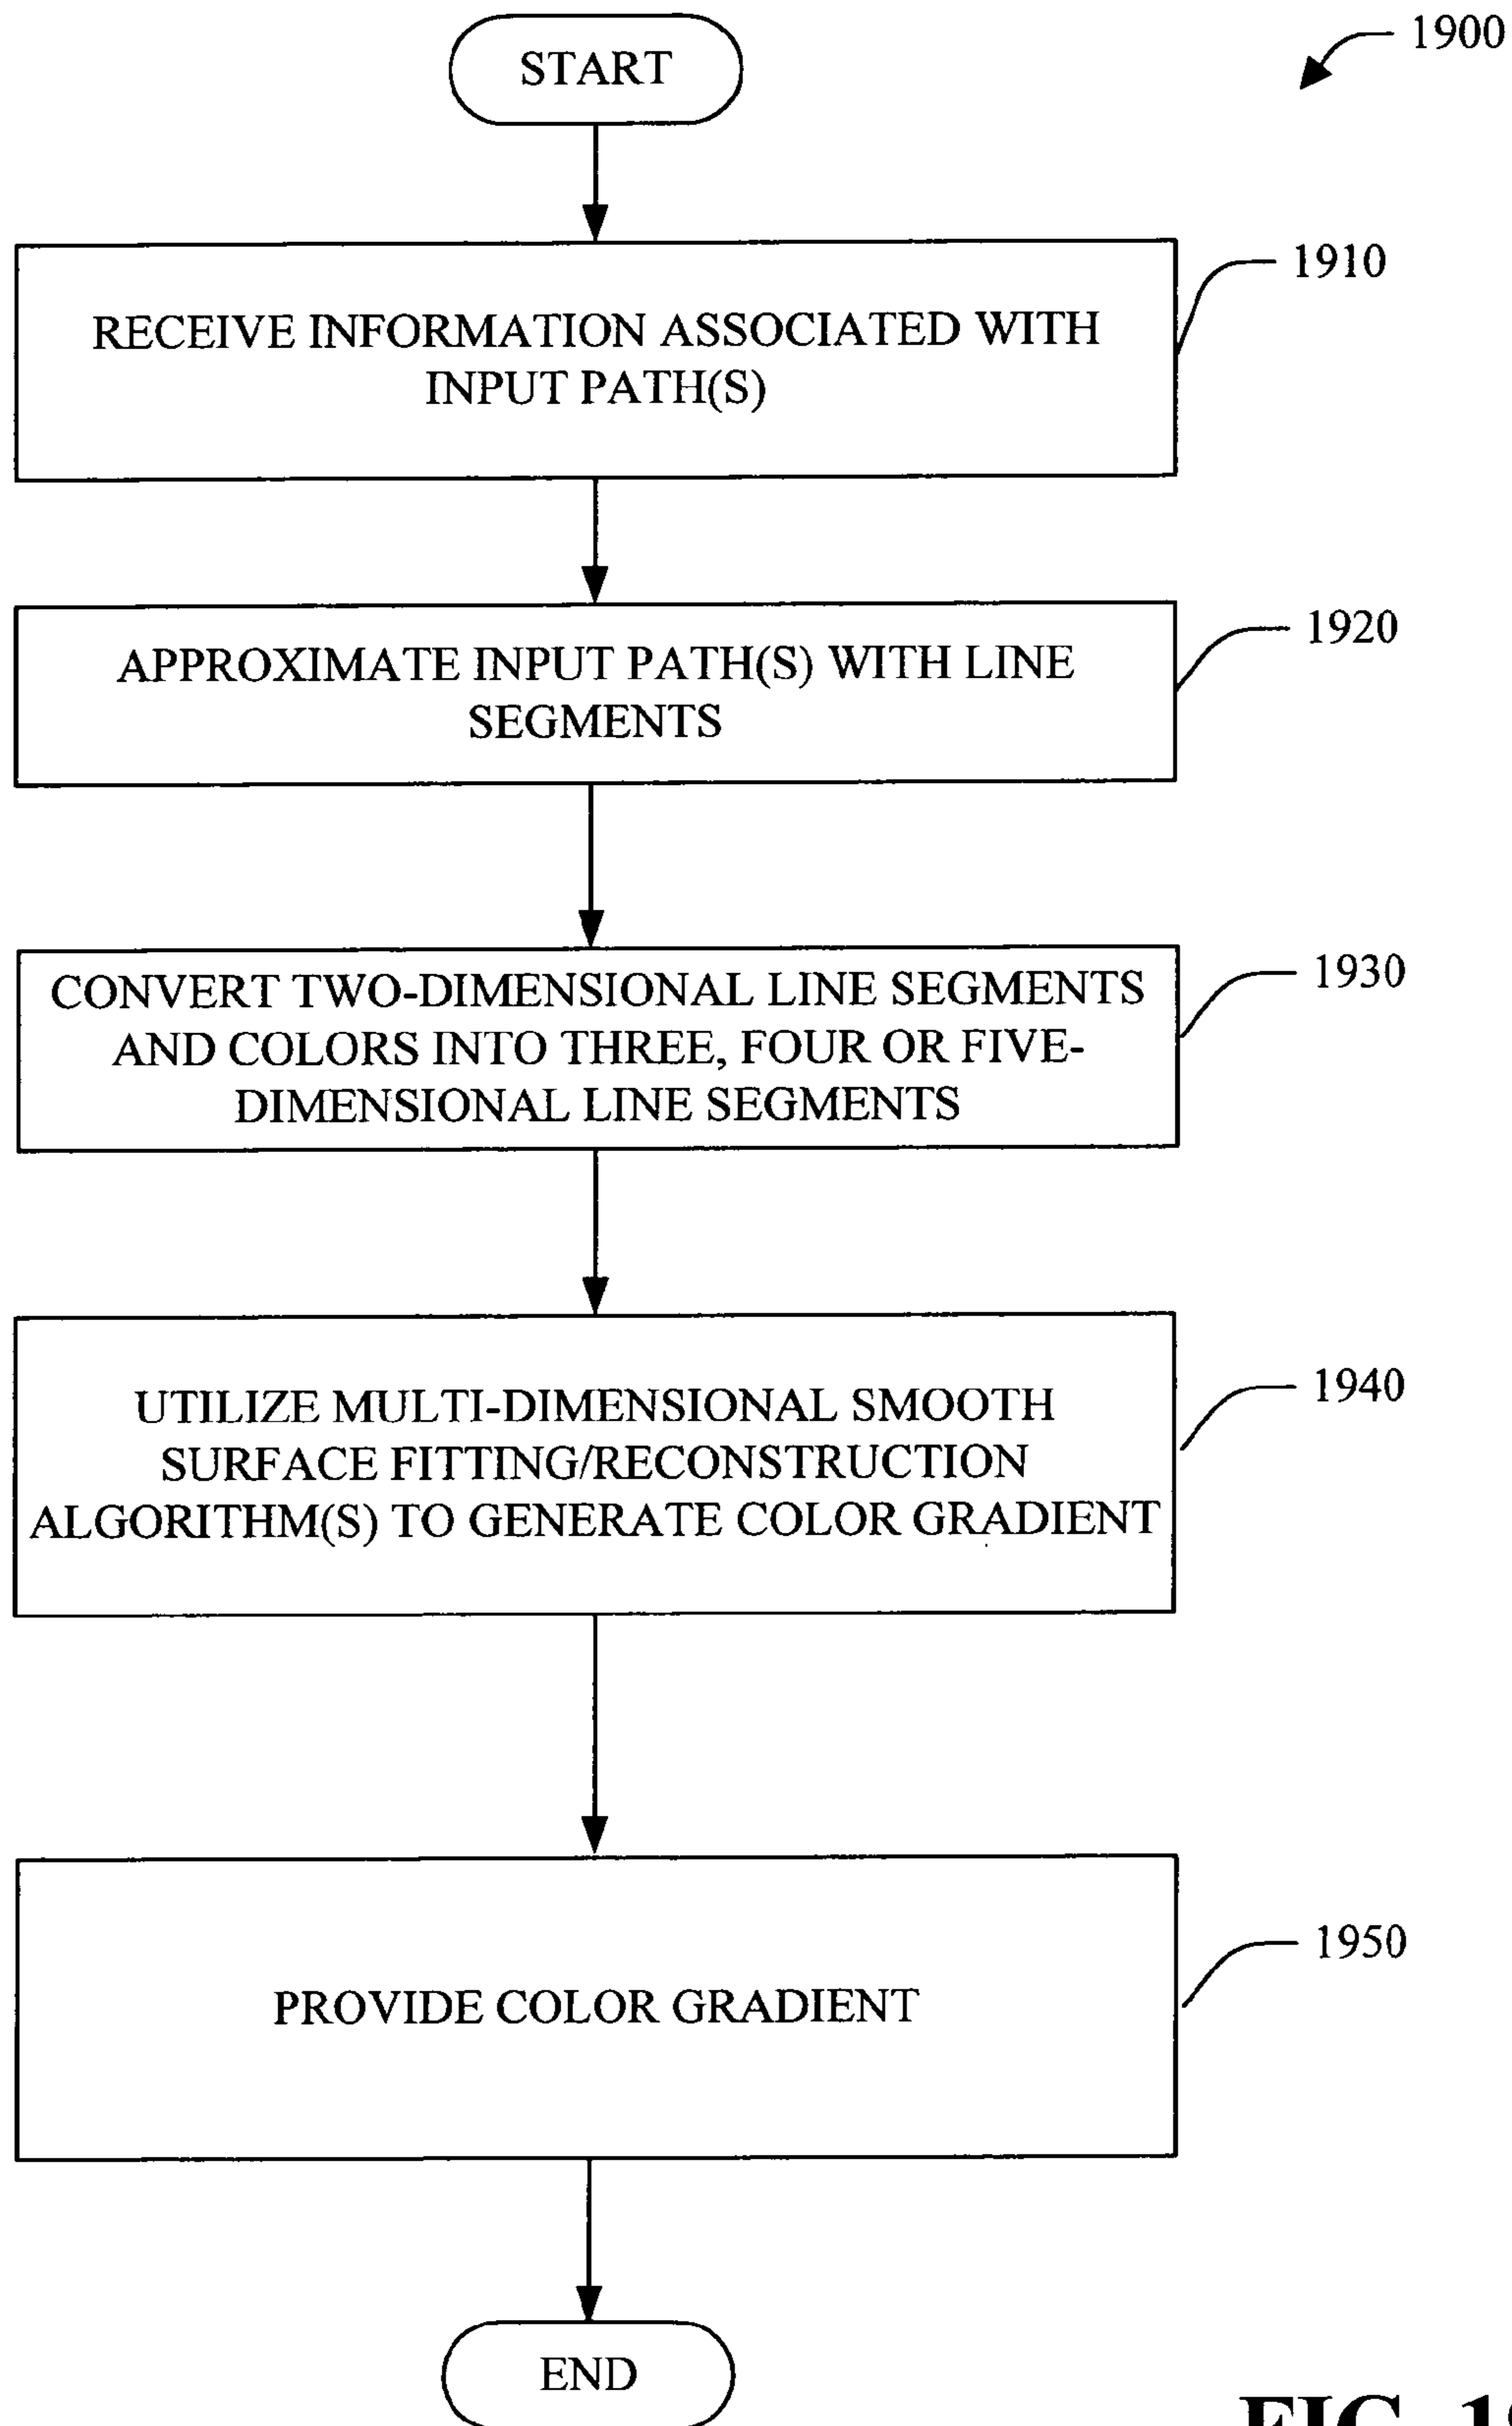 START
1900
1910
RECEIVE INFORMATION ASSOCIATED WITH
INPUT PATH(S)
1920
APPROXIMATE INPUT PATH(S) WITH LINE
SEGMENTS
1930
CONVERT TWO-DIMENSIONAL LINE SEGMENTS
AND COLORS INTO THREE, FOUR OR FIVE-
DIMENSIONAL LINE SEGMENTS
1940
UTILIZE MULTI-DIMENSIONAL SMOOTH
SURFACE FITTING/RECONSTRUCTION
ALGORITHM(S) TO GENERATE COLOR GRADIENT
1950
PROVIDE COLOR GRADIENT
END
FIG. 19